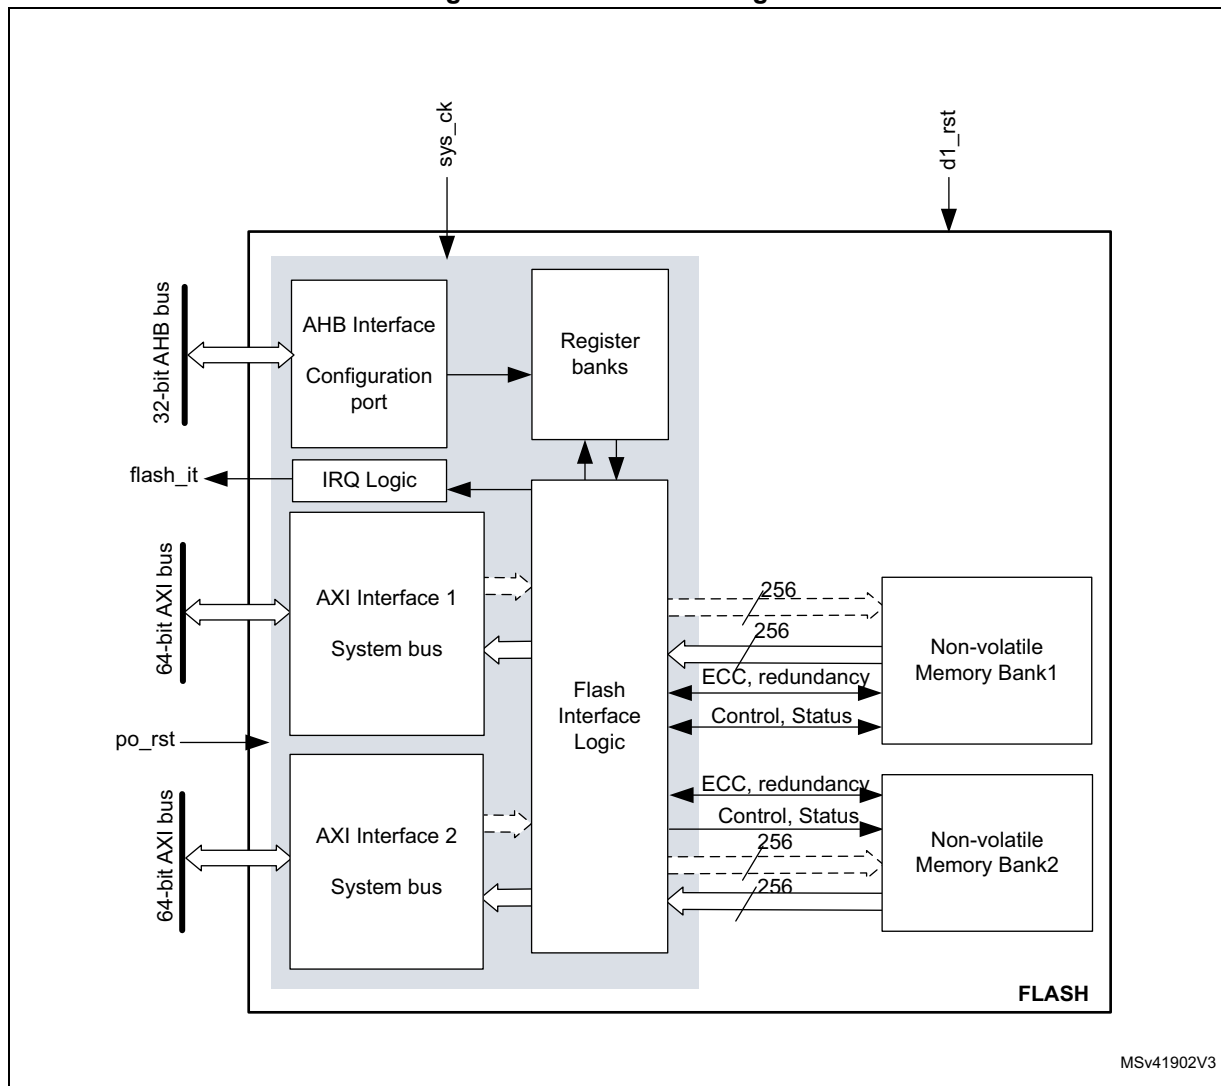 sys_ck
d1_rst
32-bit AHB bus
AHB Interface
Configuration
port
Register
banks
flash_it
IRQ Logic
64-bit AXI bus
AXI Interface 1
System bus
Flash
Interface
Logic
256
256
ECC, redundancy
Control, Status
Non-volatile
Memory Bank1
po_rst
64-bit AXI bus
AXI Interface 2
System bus
ECC, redundancy
Control, Status
256
256
Non-volatile
Memory Bank2
FLASH
MSv41902V3